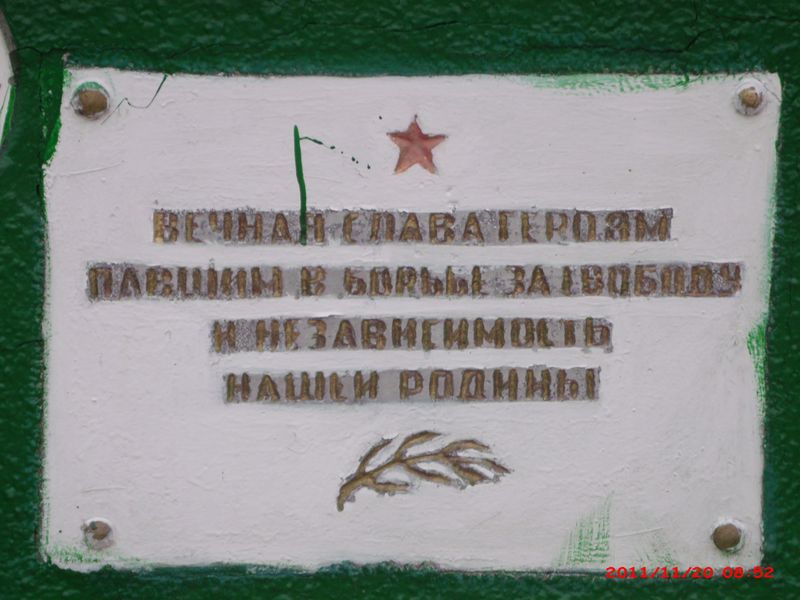 ВЕЧНАЯ СЛАВА ГЕРОЯМ
ПАВШИМ В БОРЬБЕ ЗА СВОБОДУ
И НЕЗАВИСИМОСТЬ
НАШЕЙ РОДИНЫ
2011/11/20 08:52